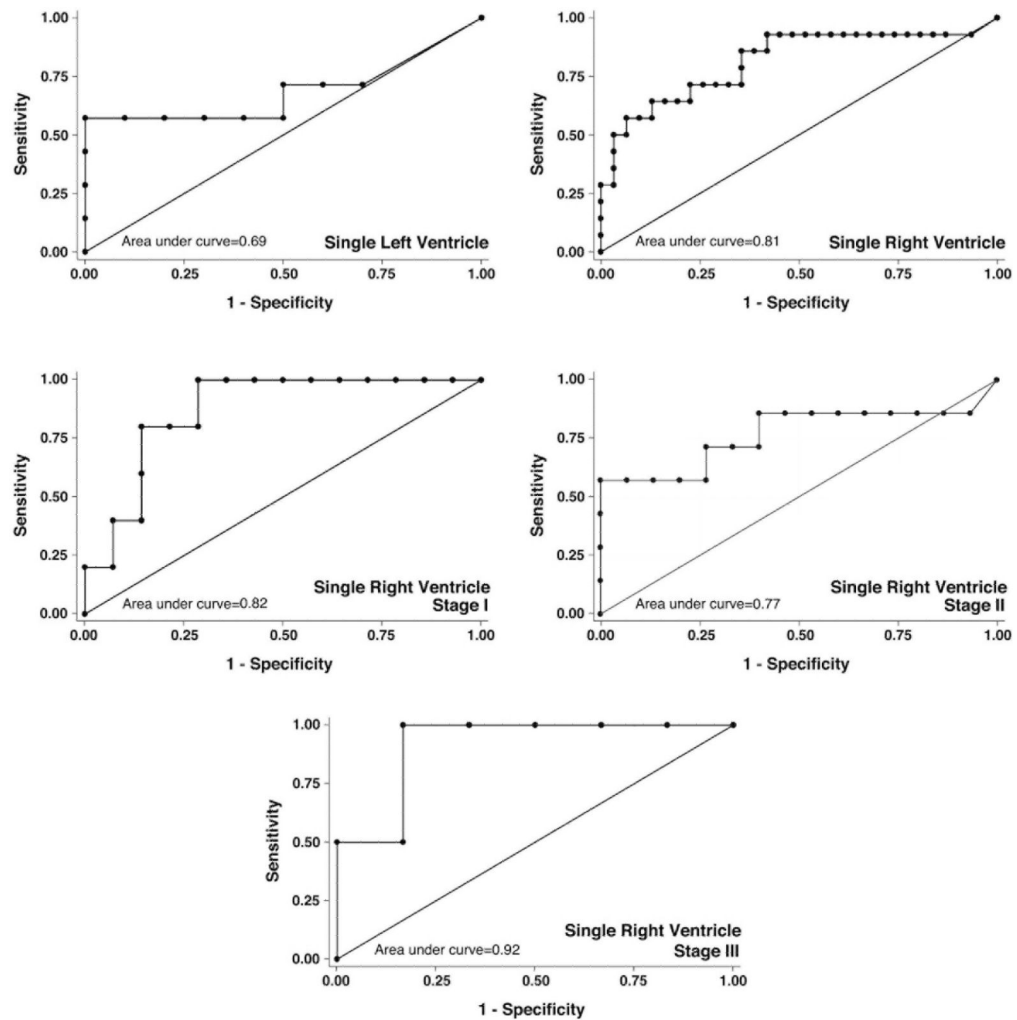 1.00
0.75
0.50
0.25
0.00
Sensitivity
Area under curve=0.69
Single Left Ventricle
0.00 0.25 0.50 0.75 1.00
1 - Specificity
1.00
0.75
0.50
0.25
0.00
Sensitivity
Area under curve=0.81
Single Right Ventricle
0.00 0.25 0.50 0.75 1.00
1 - Specificity
1.00
0.75
0.50
0.25
0.00
Sensitivity
Single Right Ventricle
Area under curve=0.82
Stage I
0.00 0.25 0.50 0.75 1.00
1 - Specificity
1.00
0.75
0.50
0.25
0.00
Sensitivity
Single Right Ventricle
Area under curve=0.77
Stage II
0.00 0.25 0.50 0.75 1.00
1 - Specificity
1.00
0.75
0.50
0.25
0.00
Sensitivity
Single Right Ventricle
Area under curve=0.92
Stage III
0.00 0.25 0.50 0.75 1.00
1 - Specificity